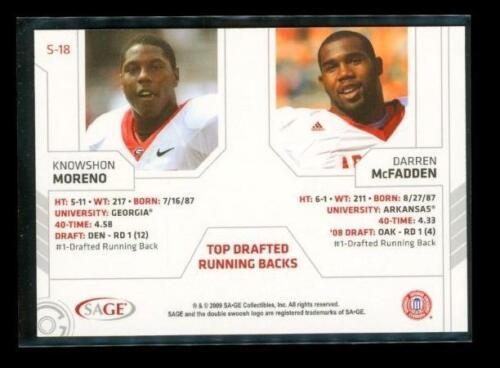 S-18
KNOWSHON
MORENO
HT: 5-11 • WT: 217 • BORN: 7/16/87
UNIVERSITY: GEORGIA®
40-TIME: 4.58
DRAFT: DEN - RD 1 (12)
#1-Drafted Running Back
DARREN
McFADDEN
HT: 6-1 • WT: 211 • BORN: 8/27/87
UNIVERSITY: ARKANSAS®
40-TIME: 4.33
'08 DRAFT: OAK - RD 1 (4)
#1-Drafted Running Back
TOP DRAFTED
RUNNING BACKS
SAGE
® & © 2009 SA•GE Collectibles, Inc. All rights reserved.
SAGE and the double swoosh logo are registered trademarks of SA•GE.